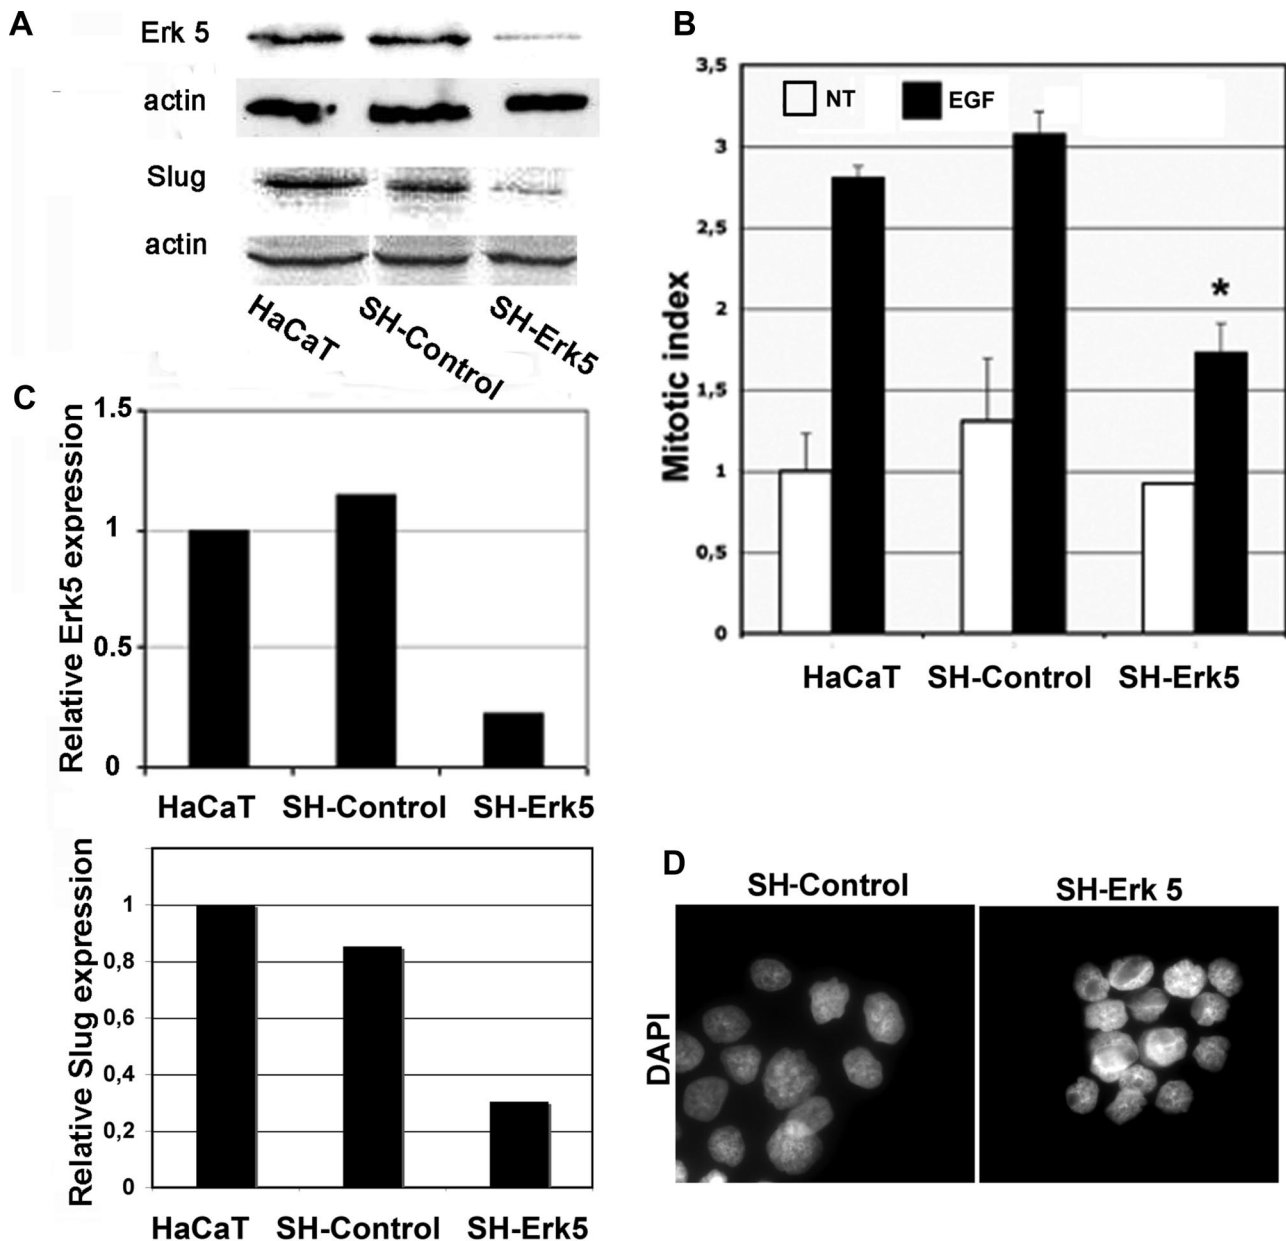 A
Erk 5
actin
Slug
actin
HaCaT
SH-Control
SH-Erk5
B
3,5
3
2,5
2
1,5
1
0,5
0
Mitotic index
NT
EGF
*
HaCaT
SH-Control
SH-Erk5
C
1.5
1
0.5
0
Relative Erk5 expression
HaCaT
SH-Control
SH-Erk5
1
0,8
0,6
0,4
0,2
0
Relative Slug expression
HaCaT
SH-Control
SH-Erk5
D
SH-Control
SH-Erk 5
DAPI